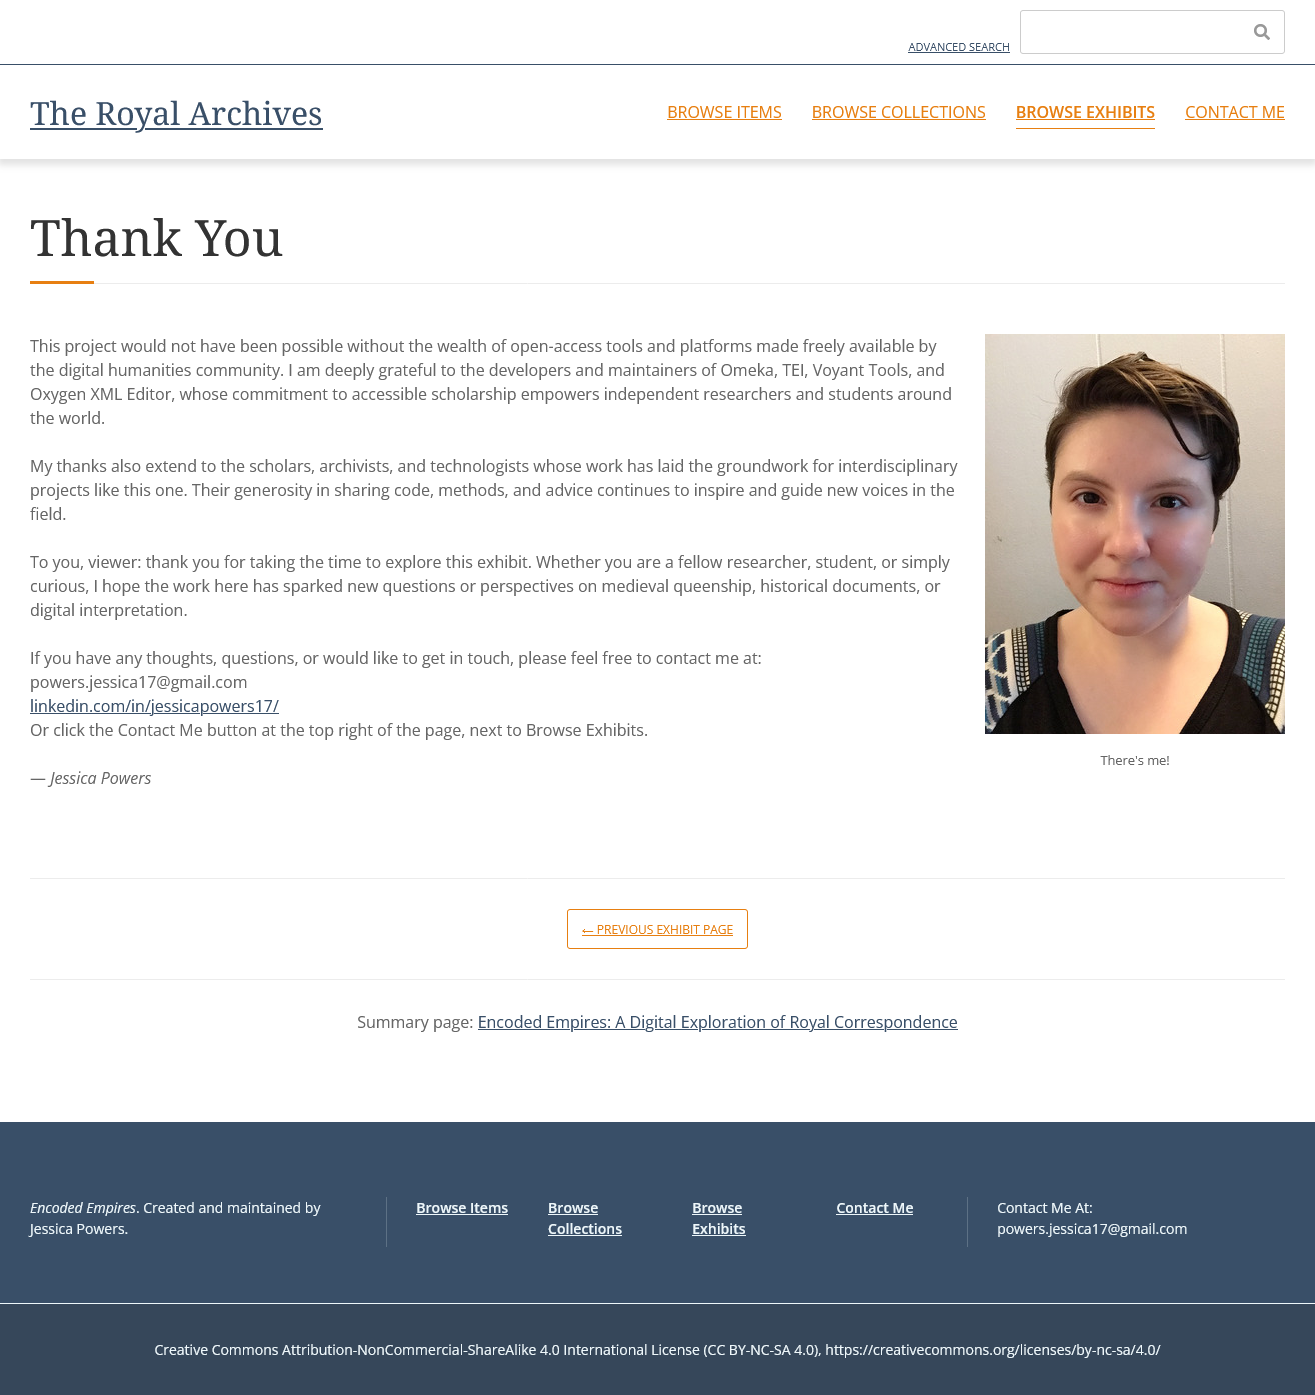 ADVANCED SEARCH
The Royal Archives
BROWSE ITEMS
BROWSE COLLECTIONS
BROWSE EXHIBITS
CONTACT ME
Thank You
This project would not have been possible without the wealth of open-access tools and platforms made freely available by
the digital humanities community. I am deeply grateful to the developers and maintainers of Omeka, TEI, Voyant Tools, and
Oxygen XML Editor, whose commitment to accessible scholarship empowers independent researchers and students around
the world.
My thanks also extend to the scholars, archivists, and technologists whose work has laid the groundwork for interdisciplinary
projects like this one. Their generosity in sharing code, methods, and advice continues to inspire and guide new voices in the
field.
To you, viewer: thank you for taking the time to explore this exhibit. Whether you are a fellow researcher, student, or simply
curious, I hope the work here has sparked new questions or perspectives on medieval queenship, historical documents, or
digital interpretation.
If you have any thoughts, questions, or would like to get in touch, please feel free to contact me at:
powers.jessica17@gmail.com
linkedin.com/in/jessicapowers17/
Or click the Contact Me button at the top right of the page, next to Browse Exhibits.
— Jessica Powers
There's me!
← PREVIOUS EXHIBIT PAGE
Summary page: Encoded Empires: A Digital Exploration of Royal Correspondence
Encoded Empires. Created and maintained by
Jessica Powers.
Browse Items
Browse
Collections
Browse
Exhibits
Contact Me
Contact Me At:
powers.jessica17@gmail.com
Creative Commons Attribution-NonCommercial-ShareAlike 4.0 International License (CC BY-NC-SA 4.0), https://creativecommons.org/licenses/by-nc-sa/4.0/